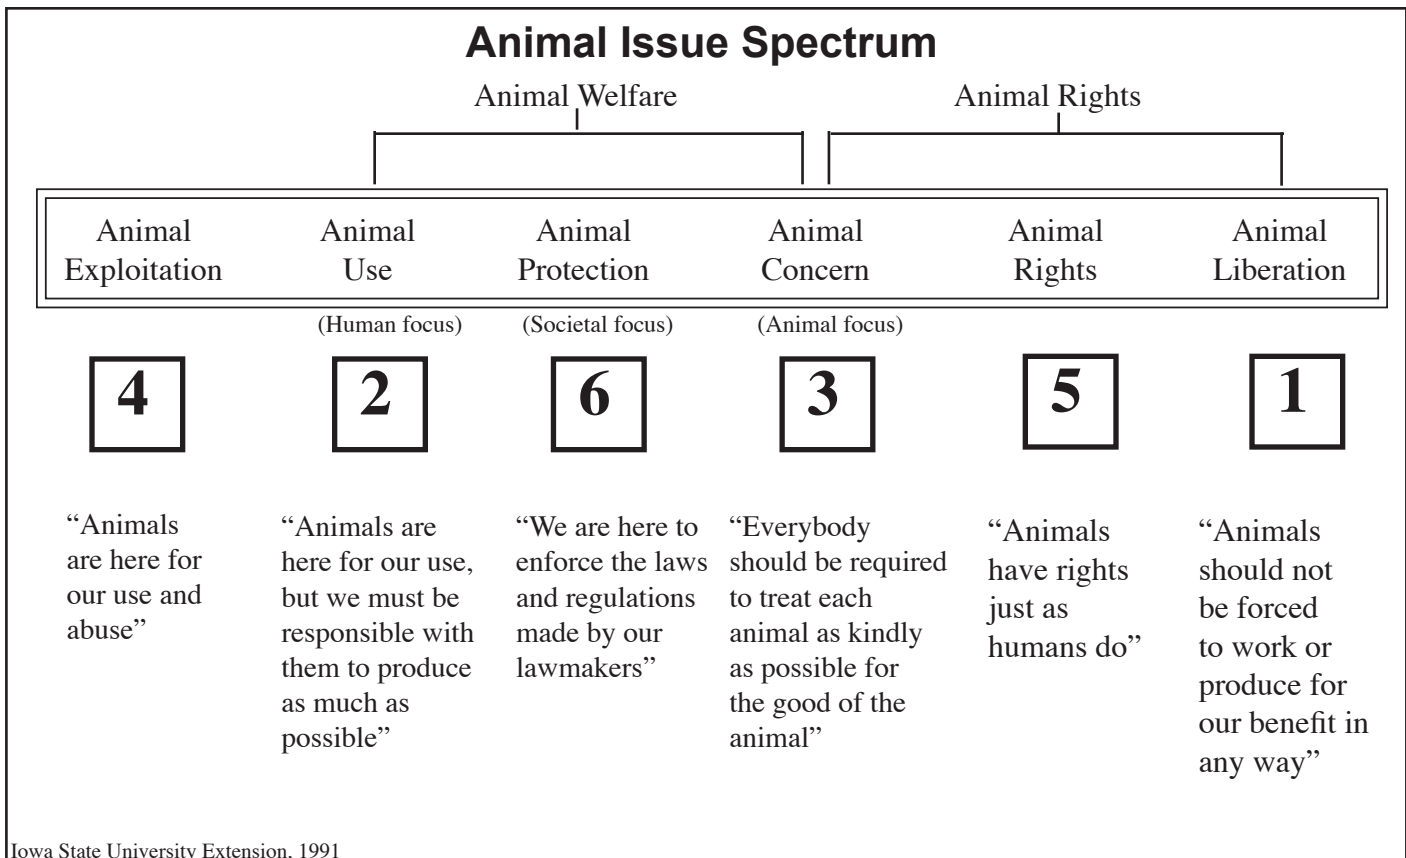 Animal Issue Spectrum
Animal Welfare
Animal Rights
Animal
Exploitation
Animal
Use
Animal
Protection
Animal
Concern
Animal
Rights
Animal
Liberation
(Human focus)
(Societal focus)
(Animal focus)
4
2
6
3
5
1
“Animals
are here for
our use and
abuse”
“Animals are
here for our use,
but we must be
responsible with
them to produce
as much as
possible”
“We are here to
enforce the laws
and regulations
made by our
lawmakers”
“Everybody
should be required
to treat each
animal as kindly
as possible for
the good of the
animal”
“Animals
have rights
just as
humans do”
“Animals
should not
be forced
to work or
produce for
our benefit in
any way”
Iowa State University Extension, 1991